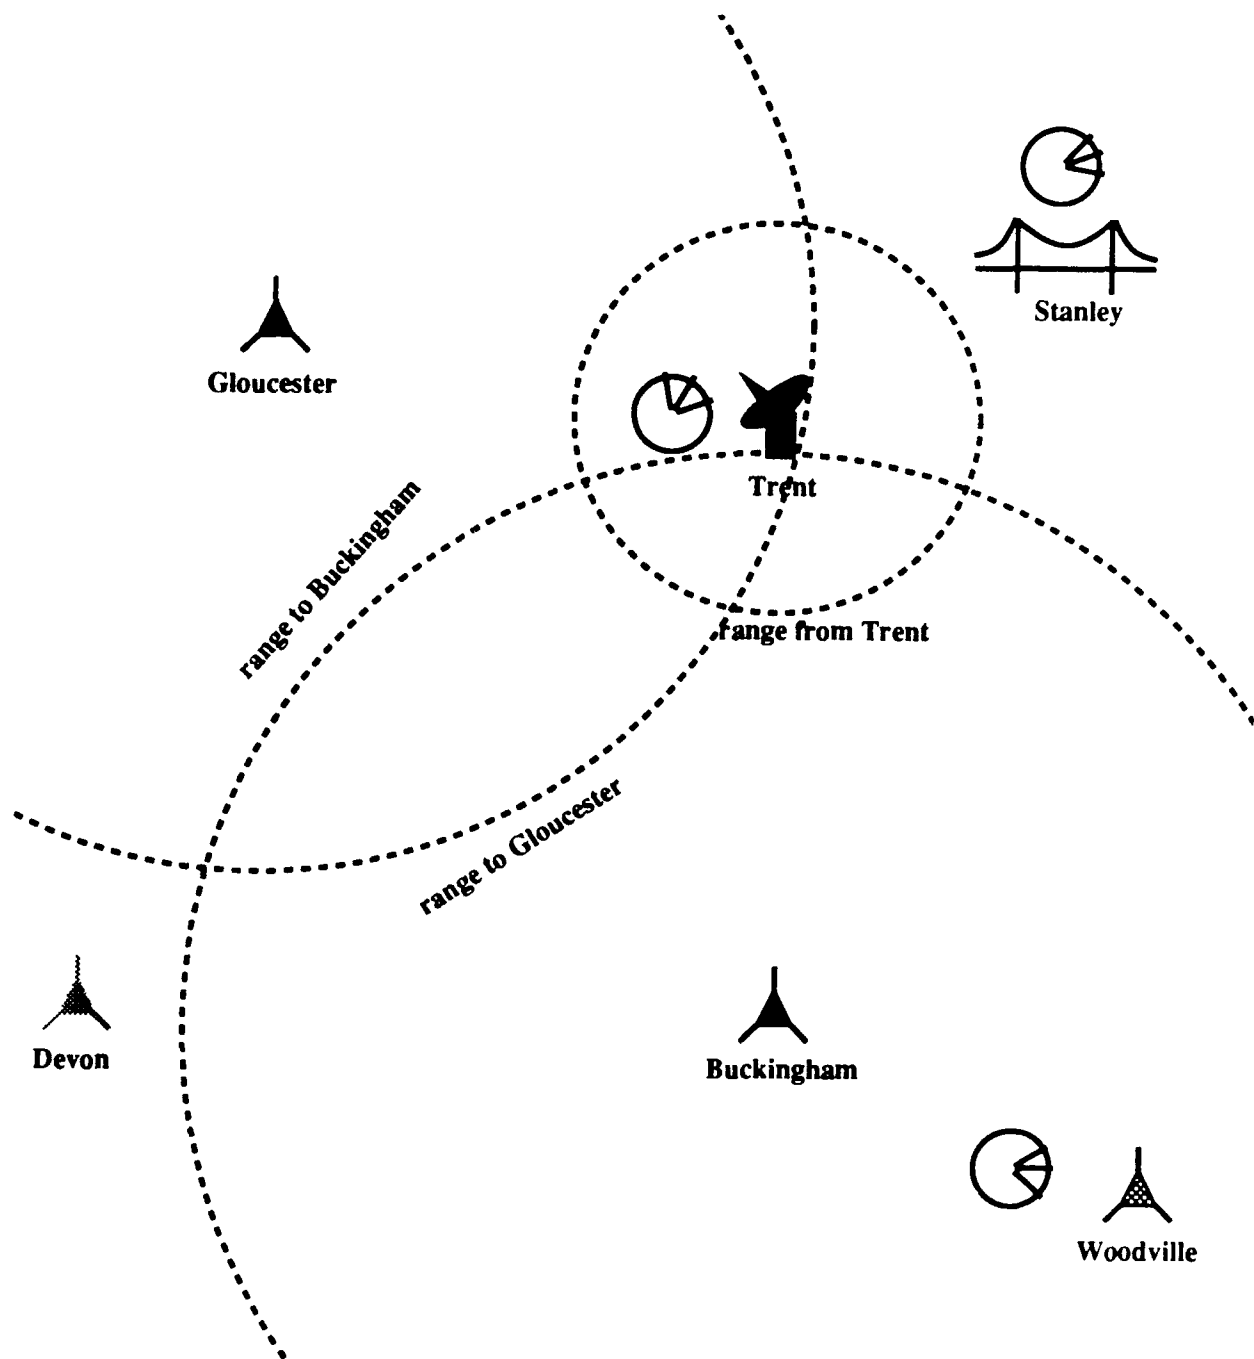 Stanley
Gloucester
Trent
range to Buckingham
range from Trent
range to Gloucester
Devon
Buckingham
Woodville